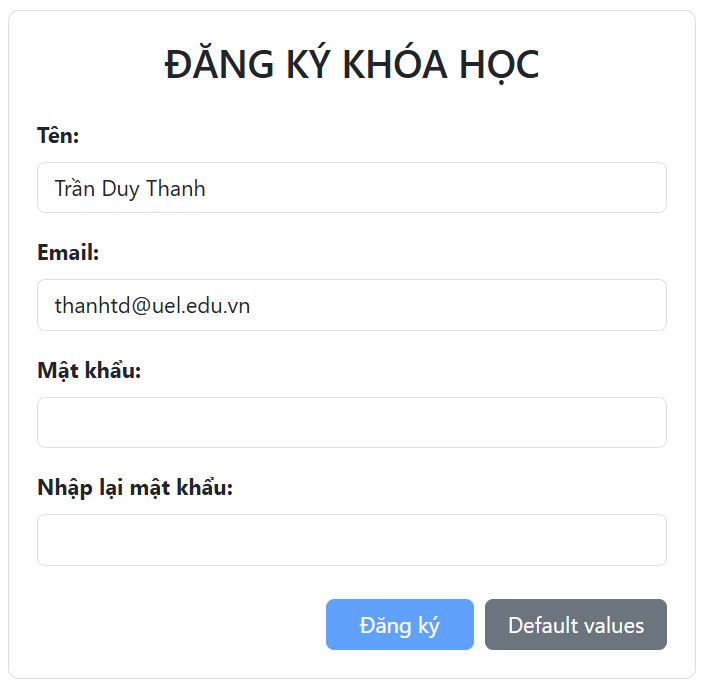 ĐĂNG KÝ KHÓA HỌC
Tên:
Trần Duy Thanh
Email:
thanhtd@uel.edu.vn
Mật khẩu:
Nhập lại mật khẩu:
Đăng ký Default values